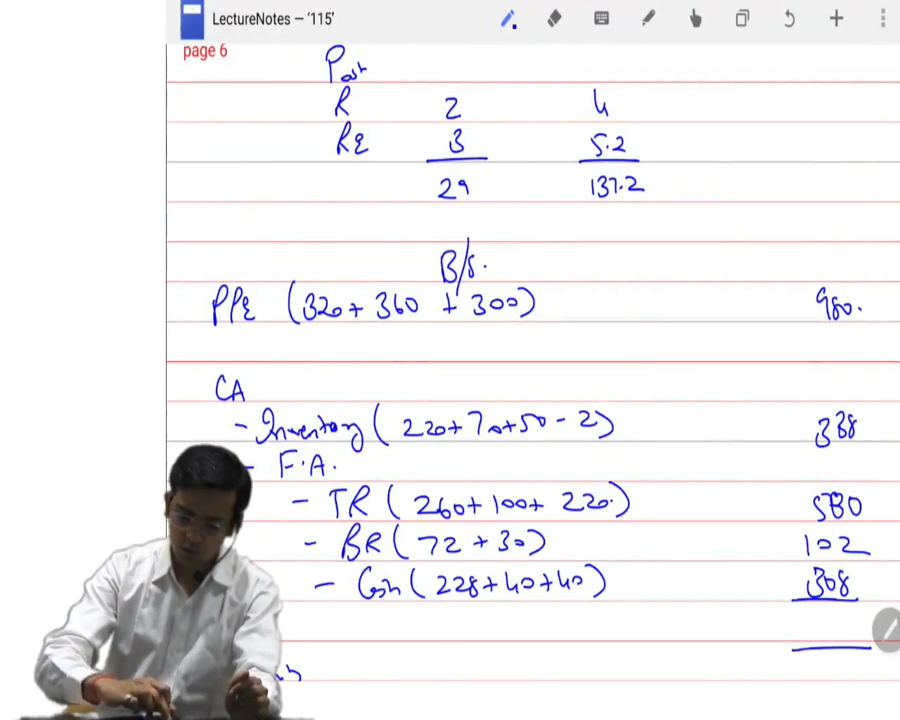 LectureNotes – '115'
page 6
Post
R 2 4
RE 3 5.2
29 137.2
B/S.
PPE (320+ 360 + 300) 980.
CA
- Inventory (220+70+50-2) 338
- F.A.
- TR (260+100+ 220) 580
- BR (72 + 30) 102
- Cash (228+40+40) 308